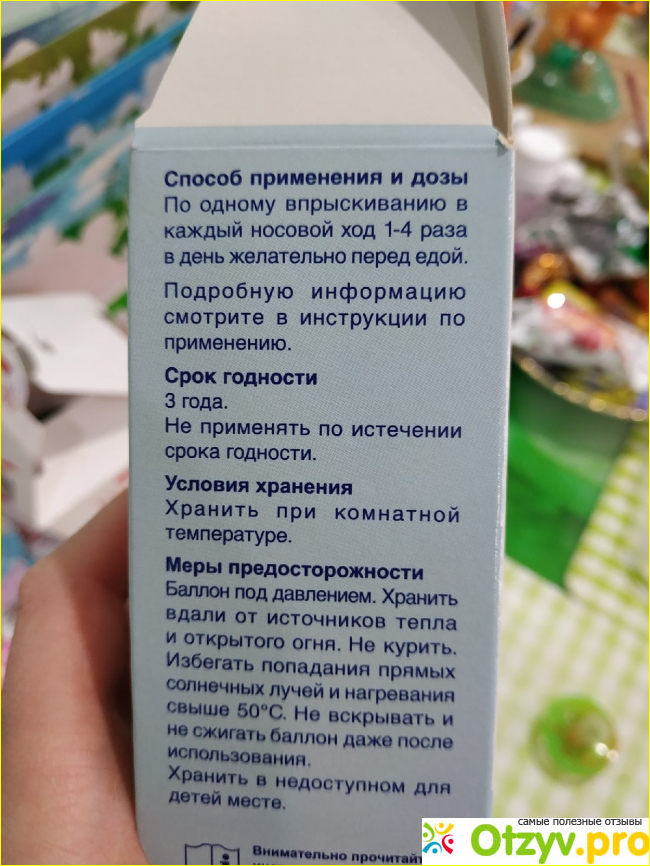 Способ применения и дозы
По одному впрыскиванию в
каждый носовой ход 1-4 раза
в день желательно перед едой.
Подробную информацию
смотрите в инструкции по
применению.
Срок годности
3 года.
Не применять по истечении
срока годности.
Условия хранения
Хранить при комнатной
температуре.
Меры предосторожности
Баллон под давлением. Хранить
вдали от источников тепла
и открытого огня. Не курить.
Избегать попадания прямых
солнечных лучей и нагревания
свыше 50°С. Не вскрывать и
не сжигать баллон даже после
использования.
Хранить в недоступном для
детей месте.
Внимательно прочитайт
самые полезные отзывы
Otzyv.pro